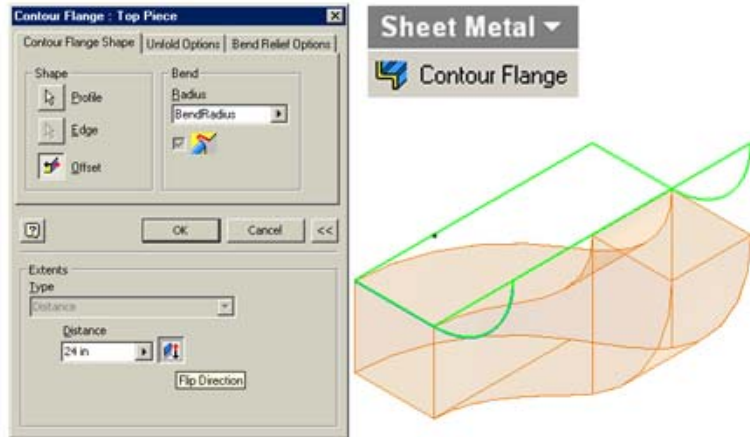 Contour Flange : Top Piece
Contour Flange Shape
Unfold Options
Bend Relief Options
Shape
Profile
Edge
Offset
Bend
Radius
BendRadius
?
OK
Cancel
<<
Extents
Type
Distance
Distance
24 in
Flip Direction
Sheet Metal
Contour Flange